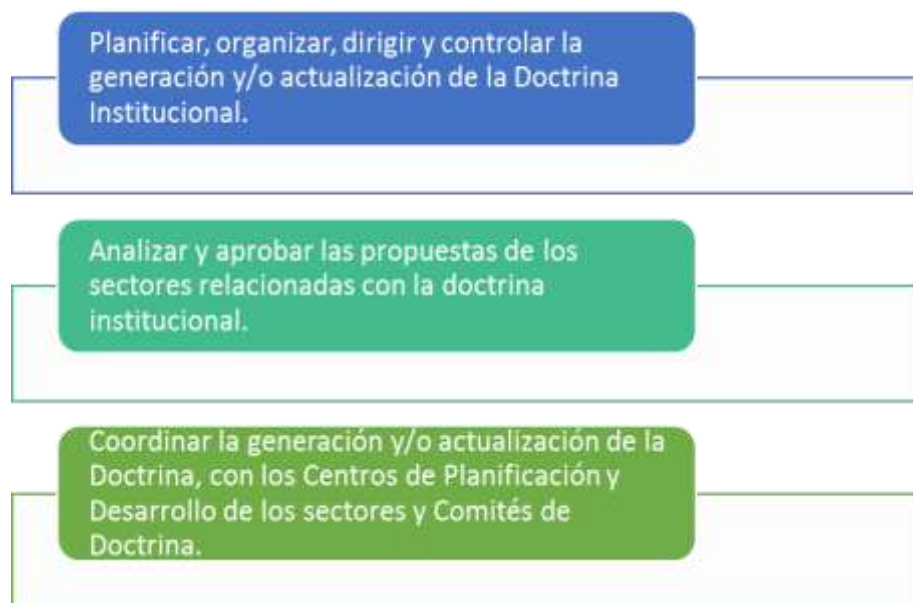 Planificar, organizar, dirigir y controlar la
generación y/o actualización de la Doctrina
Institucional.
Analizar y aprobar las propuestas de los
sectores relacionadas con la doctrina
institucional.
Coordinar la generación y/o actualización de la
Doctrina, con los Centros de Planificación y
Desarrollo de los sectores y Comités de
Doctrina.